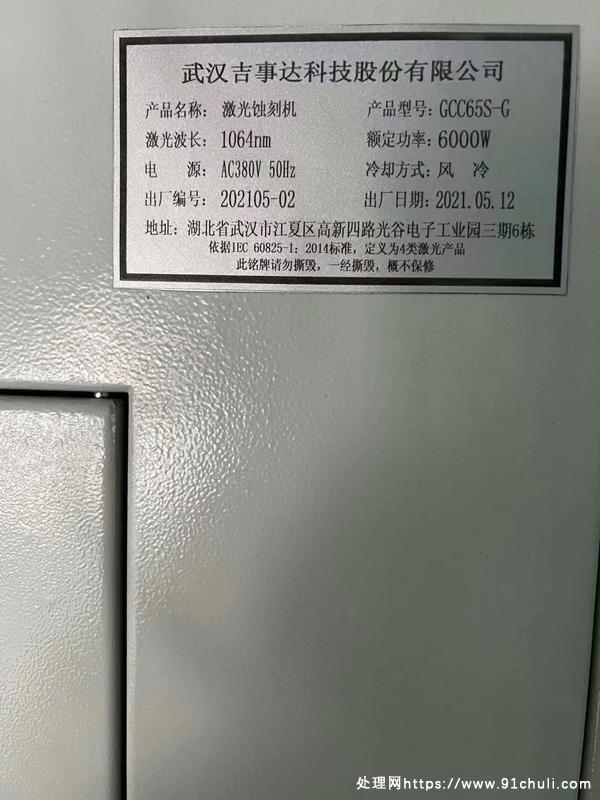 武汉吉事达科技股份有限公司
产品名称： 激光蚀刻机 产品型号：GCC65S-G
激光波长： 1064nm 额定功率：6000W
电 源： AC380V 50Hz 冷却方式：风 冷
出厂编号： 202105-02 出厂日期：2021.05.12
地址：湖北省武汉市江夏区高新四路光谷电子工业园三期6栋
依据IEC 60825-1：2014标准，定义为4类激光产品
此铭牌请勿撕毁，一经撕毁，概不保修
处理网https://www.91chuli.com